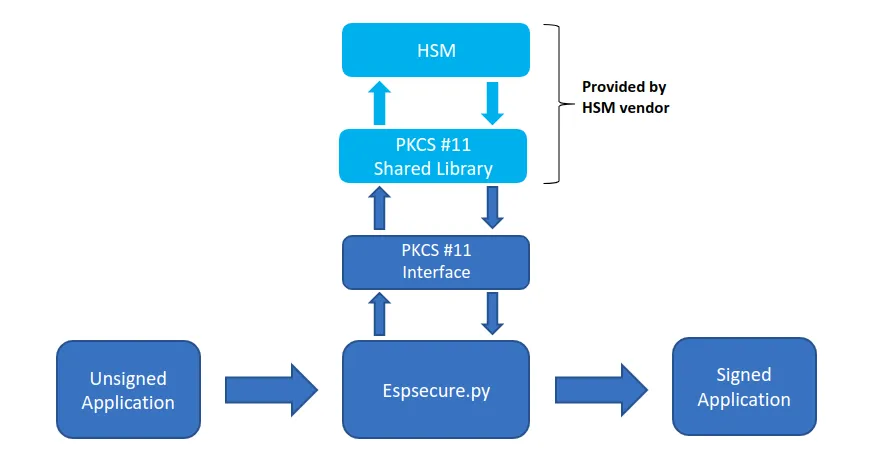 HSM
Provided by
HSM vendor
PKCS #11
Shared Library
PKCS #11
Interface
Unsigned
Application
Espsecure.py
Signed
Application